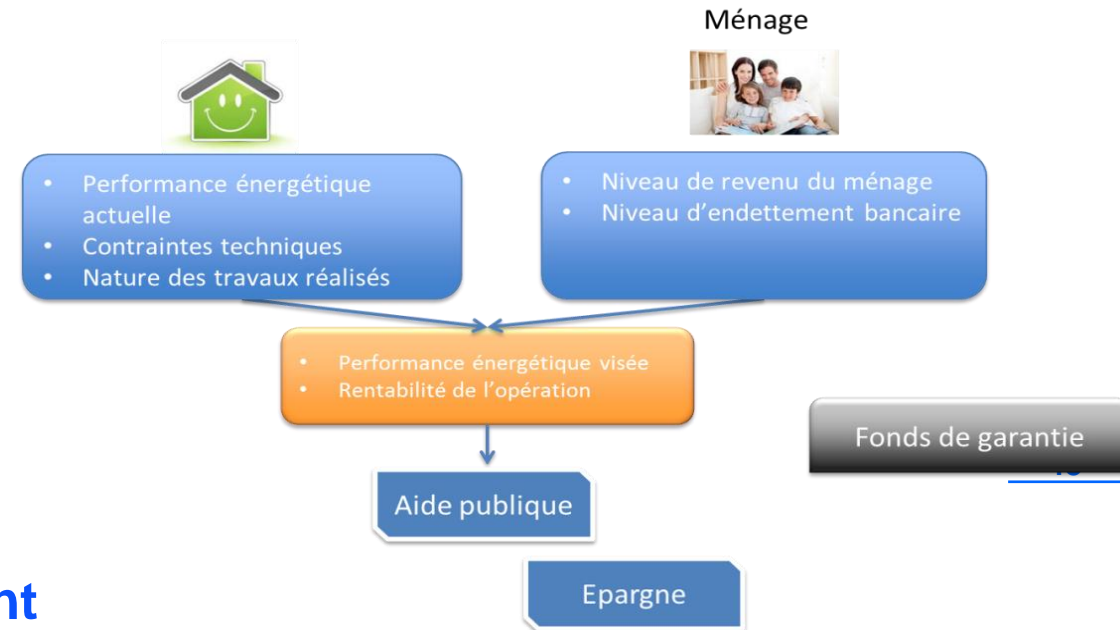 Ménage
• Performance énergétique
actuelle
• Contraintes techniques
• Nature des travaux réalisés
• Niveau de revenu du ménage
• Niveau d'endettement bancaire
• Performance énergétique visée
• Rentabilité de l'opération
Fonds de garantie
Aide publique
Epargne
nt